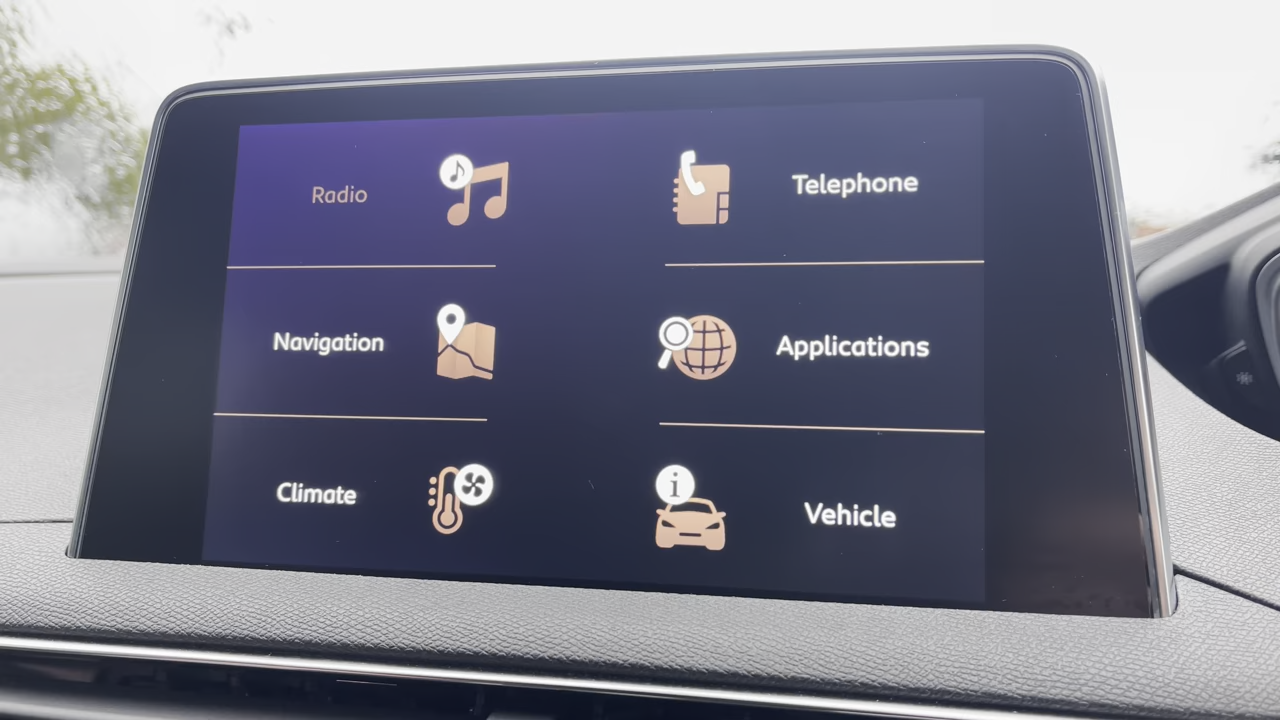 Radio
Telephone
Navigation
Applications
Climate
i
Vehicle